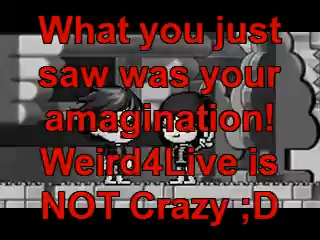 What you just
saw was your
amagination!
Weird4Live is
NOT Crazy ;D